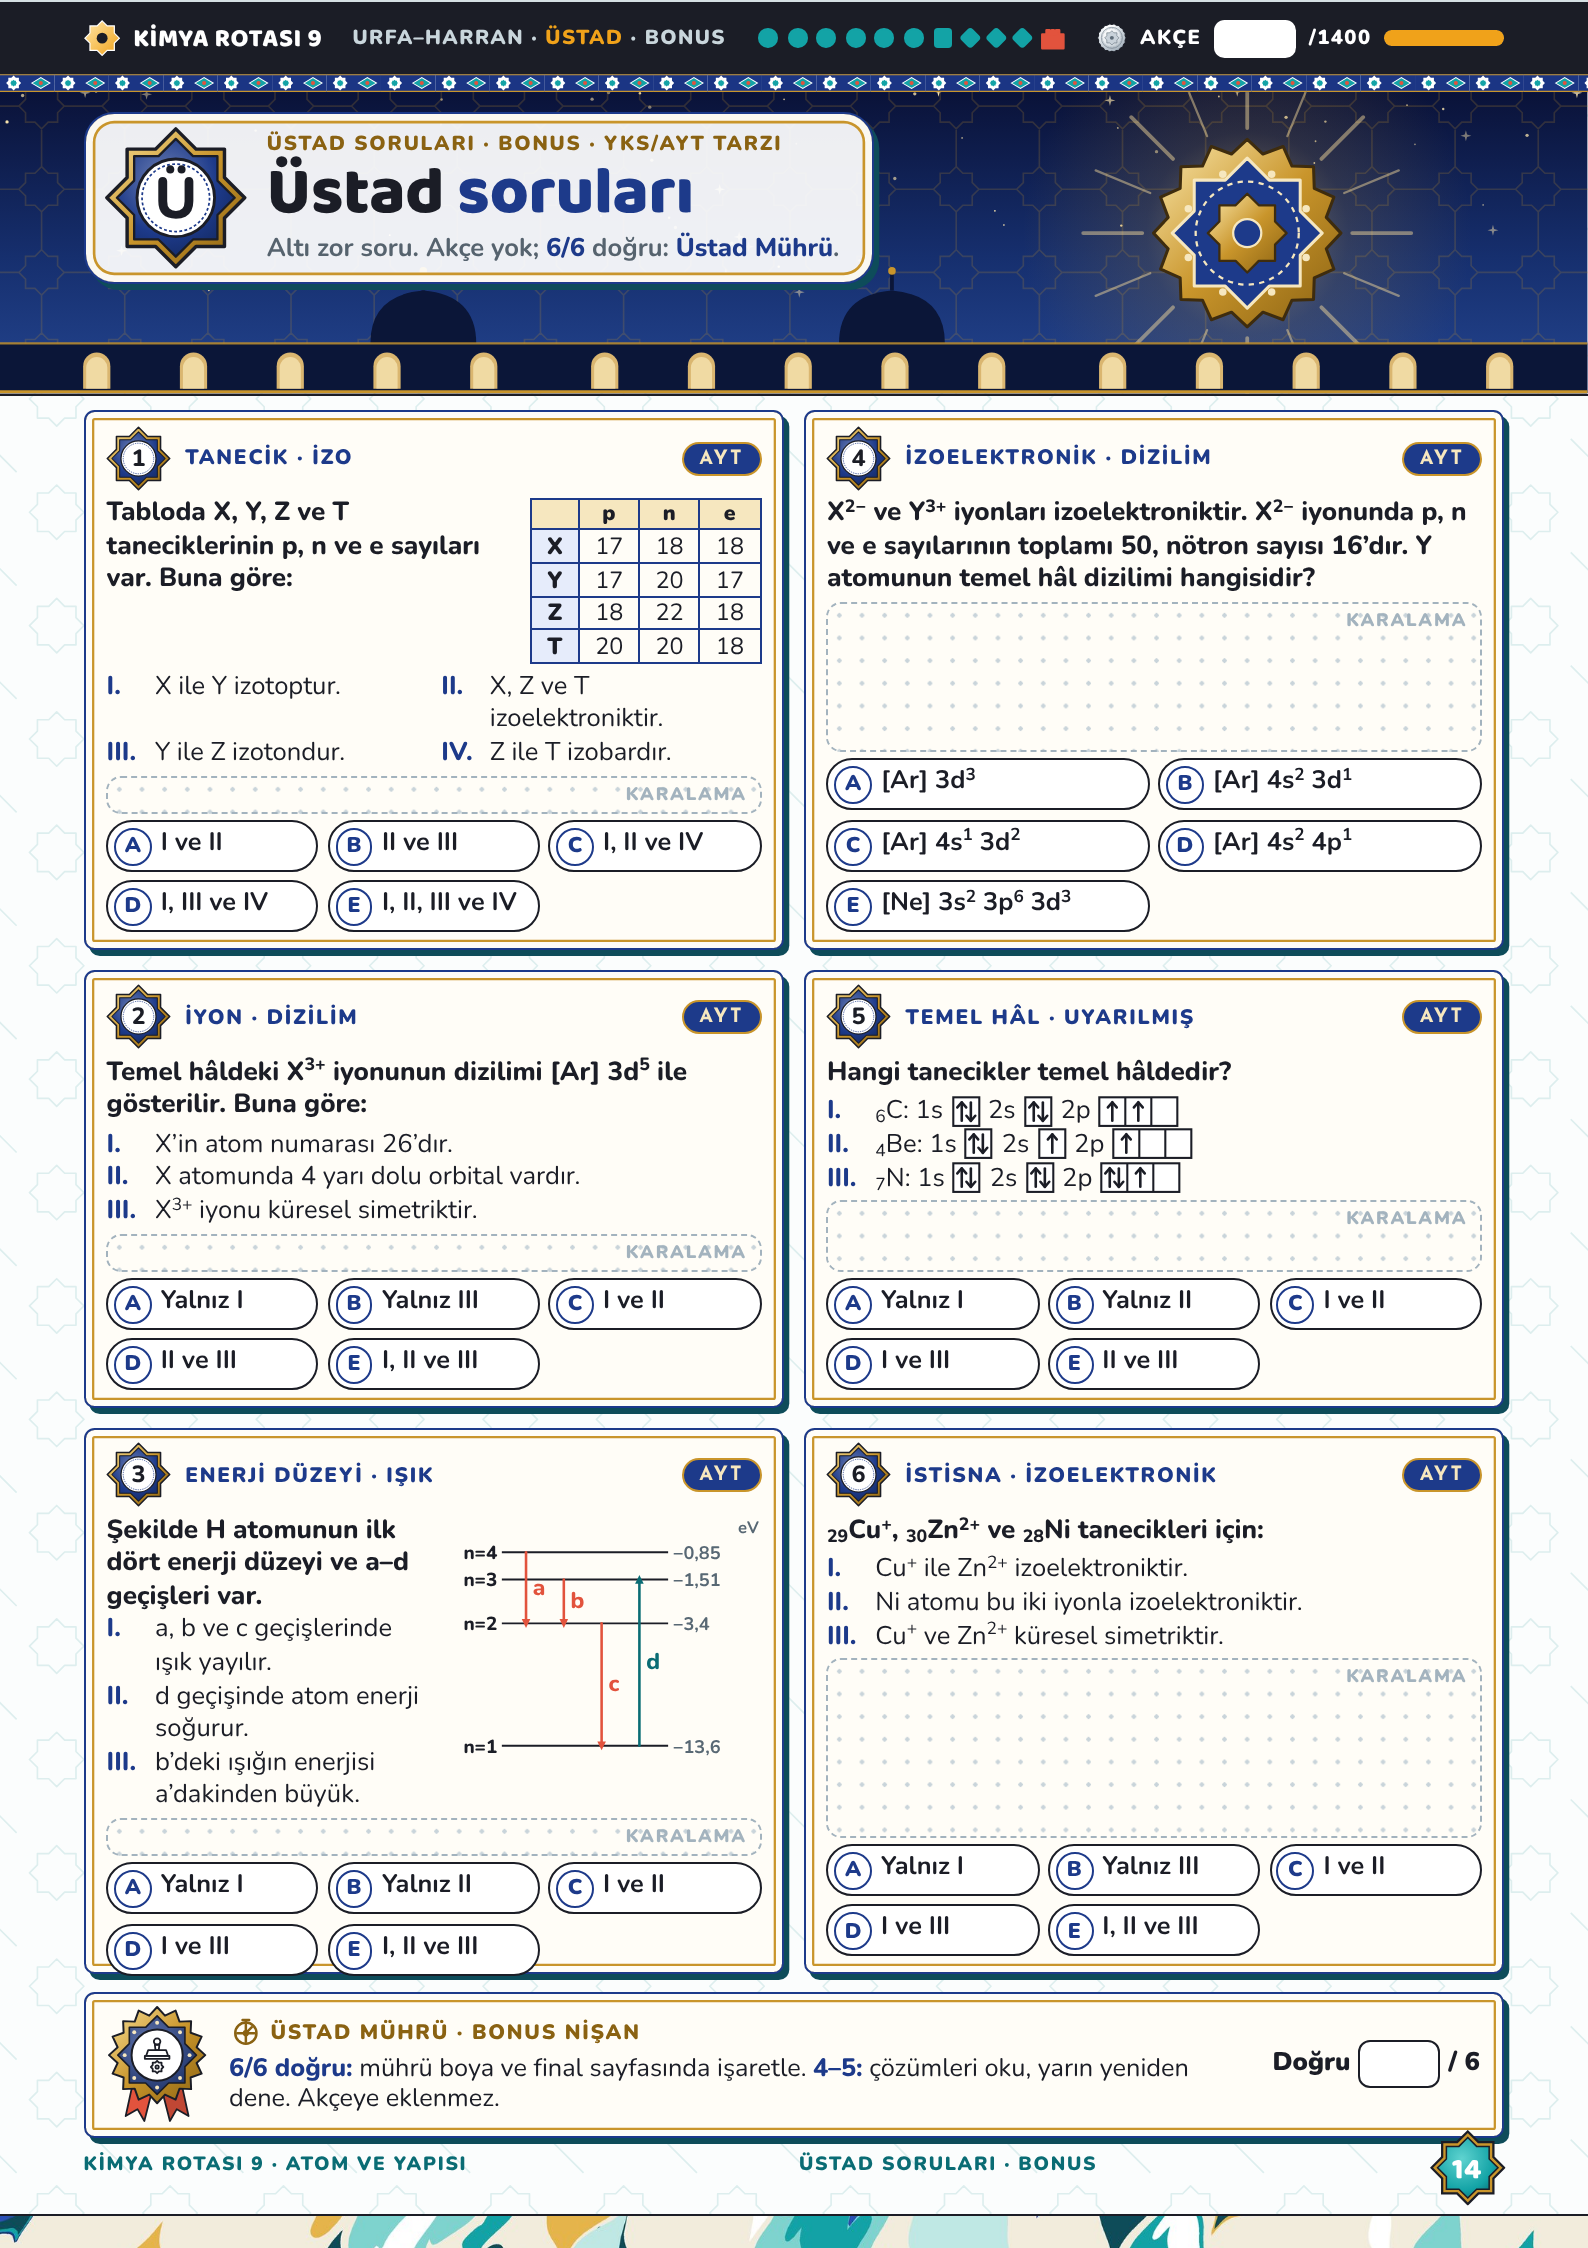 KİMYA ROTASI 9 URFA–HARRAN · ÜSTAD · BONUS AKÇE /1400
ÜSTAD SORULARI · BONUS · YKS/AYT TARZI
Ü
Üstad soruları
Altı zor soru. Akçe yok; 6/6 doğru: Üstad Mührü.
1 TANECİK · İZO AYT
Tabloda X, Y, Z ve T
taneciklerinin p, n ve e sayıları
var. Buna göre:
p n e
X 17 18 18
Y 17 20 17
Z 18 22 18
T 20 20 18
I. X ile Y izotoptur.
II. X, Z ve T
izoelektroniktir.
III. Y ile Z izotondur.
IV. Z ile T izobardır.
KARALAMA
A I ve II
B II ve III
C I, II ve IV
D I, III ve IV
E I, II, III ve IV
2 İYON · DİZİLİM AYT
Temel hâldeki X³⁺ iyonunun dizilimi [Ar] 3d⁵ ile
gösterilir. Buna göre:
I. X’in atom numarası 26’dır.
II. X atomunda 4 yarı dolu orbital vardır.
III. X³⁺ iyonu küresel simetriktir.
KARALAMA
A Yalnız I
B Yalnız III
C I ve II
D II ve III
E I, II ve III
3 ENERJİ DÜZEYİ · IŞIK AYT
Şekilde H atomunun ilk
dört enerji düzeyi ve a–d
geçişleri var.
I. a, b ve c geçişlerinde
ışık yayılır.
II. d geçişinde atom enerji
soğurur.
III. b’deki ışığın enerjisi
a’dakinden büyük.
eV
n=4 −0,85
n=3 −1,51
a b
n=2 −3,4
d
c
n=1 −13,6
KARALAMA
A Yalnız I
B Yalnız II
C I ve II
D I ve III
E I, II ve III
4 İZOELEKTRONİK · DİZİLİM AYT
X²⁻ ve Y³⁺ iyonları izoelektroniktir. X²⁻ iyonunda p, n
ve e sayılarının toplamı 50, nötron sayısı 16’dır. Y
atomunun temel hâl dizilimi hangisidir?
KARALAMA
A [Ar] 3d³
B [Ar] 4s² 3d¹
C [Ar] 4s¹ 3d²
D [Ar] 4s² 4p¹
E [Ne] 3s² 3p⁶ 3d³
5 TEMEL HÂL · UYARILMIŞ AYT
Hangi tanecikler temel hâldedir?
I. ₆C: 1s ↑↓ 2s ↑↓ 2p ↑ ↑
II. ₄Be: 1s ↑↓ 2s ↑ 2p ↑
III. ₇N: 1s ↑↓ 2s ↑↓ 2p ↑↓ ↑
KARALAMA
A Yalnız I
B Yalnız II
C I ve II
D I ve III
E II ve III
6 İSTİSNA · İZOELEKTRONİK AYT
₂₉Cu⁺, ₃₀Zn²⁺ ve ₂₈Ni tanecikleri için:
I. Cu⁺ ile Zn²⁺ izoelektroniktir.
II. Ni atomu bu iki iyonla izoelektroniktir.
III. Cu⁺ ve Zn²⁺ küresel simetriktir.
KARALAMA
A Yalnız I
B Yalnız III
C I ve II
D I ve III
E I, II ve III
ÜSTAD MÜHRÜ · BONUS NİŞAN
6/6 doğru: mührü boya ve final sayfasında işaretle. 4–5: çözümleri oku, yarın yeniden
dene. Akçeye eklenmez.
Doğru / 6
KİMYA ROTASI 9 · ATOM VE YAPISI
ÜSTAD SORULARI · BONUS
14